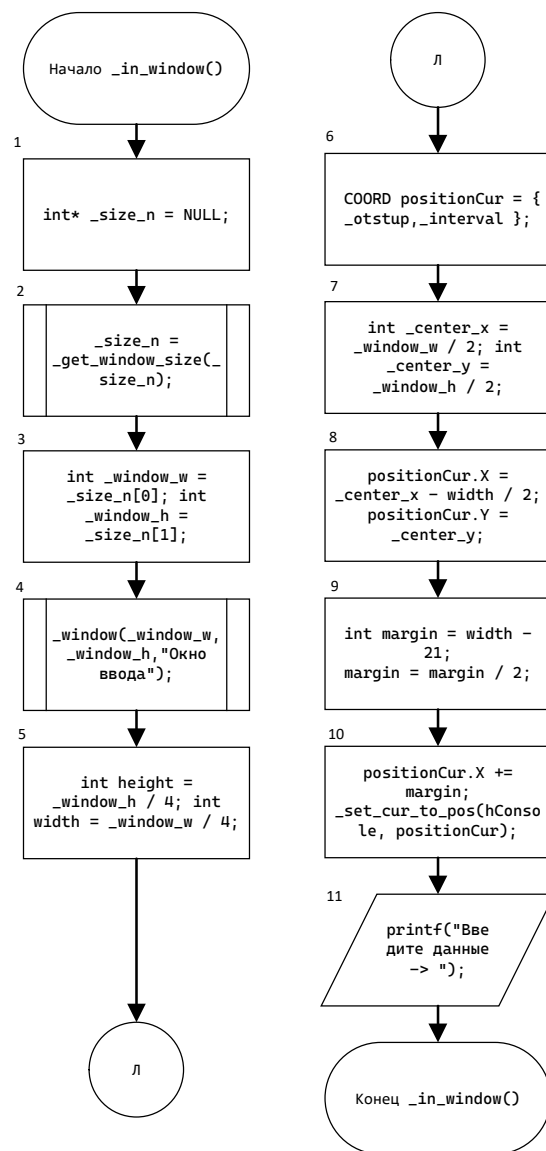 Начало _in_window()
1
int* _size_n = NULL;
2
_size_n =
_get_window_size(_
size_n);
3
int _window_w =
_size_n[0]; int
_window_h =
_size_n[1];
4
_window(_window_w,
_window_h,"Окно
ввода");
5
int height =
_window_h / 4; int
width = _window_w / 4;
Л
Л
6
COORD positionCur = {
_otstup,_interval };
7
int _center_x =
_window_w / 2; int
_center_y =
_window_h / 2;
8
positionCur.X =
_center_x - width / 2;
positionCur.Y =
_center_y;
9
int margin = width -
21;
margin = margin / 2;
10
positionCur.X +=
margin;
_set_cur_to_pos(hConso
le, positionCur);
11
printf("Вве
дите данные
-> ");
Конец _in_window()